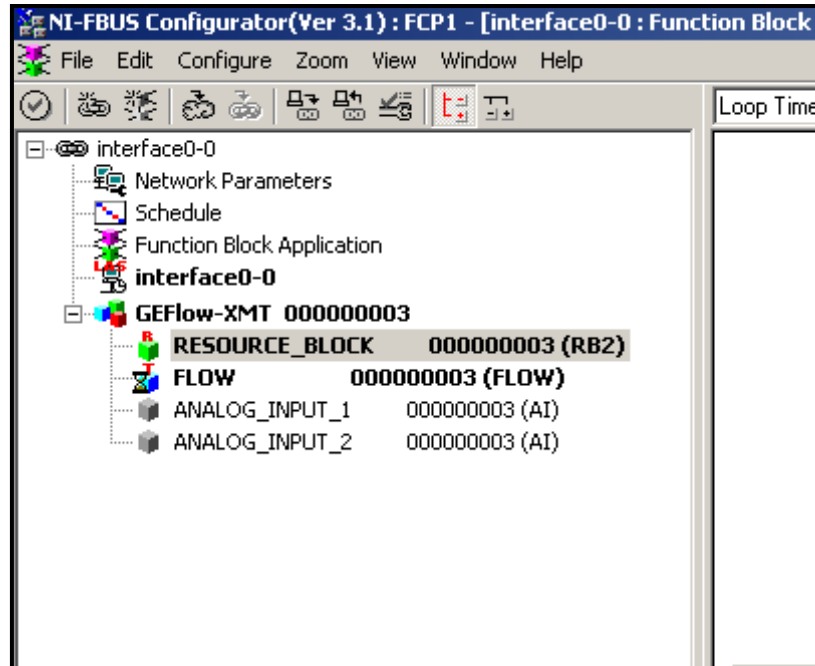 NI-FBUS Configurator(Ver 3.1) : FCP1 - [interface0-0 : Function Block
File Edit Configure Zoom View Window Help
Loop Time
interface0-0
Network Parameters
Schedule
Function Block Application
LAS
interface0-0
GEFlow-XMT 000000003
R
RESOURCE_BLOCK 000000003 (RB2)
T
FLOW 000000003 (FLOW)
ANALOG_INPUT_1 000000003 (AI)
ANALOG_INPUT_2 000000003 (AI)